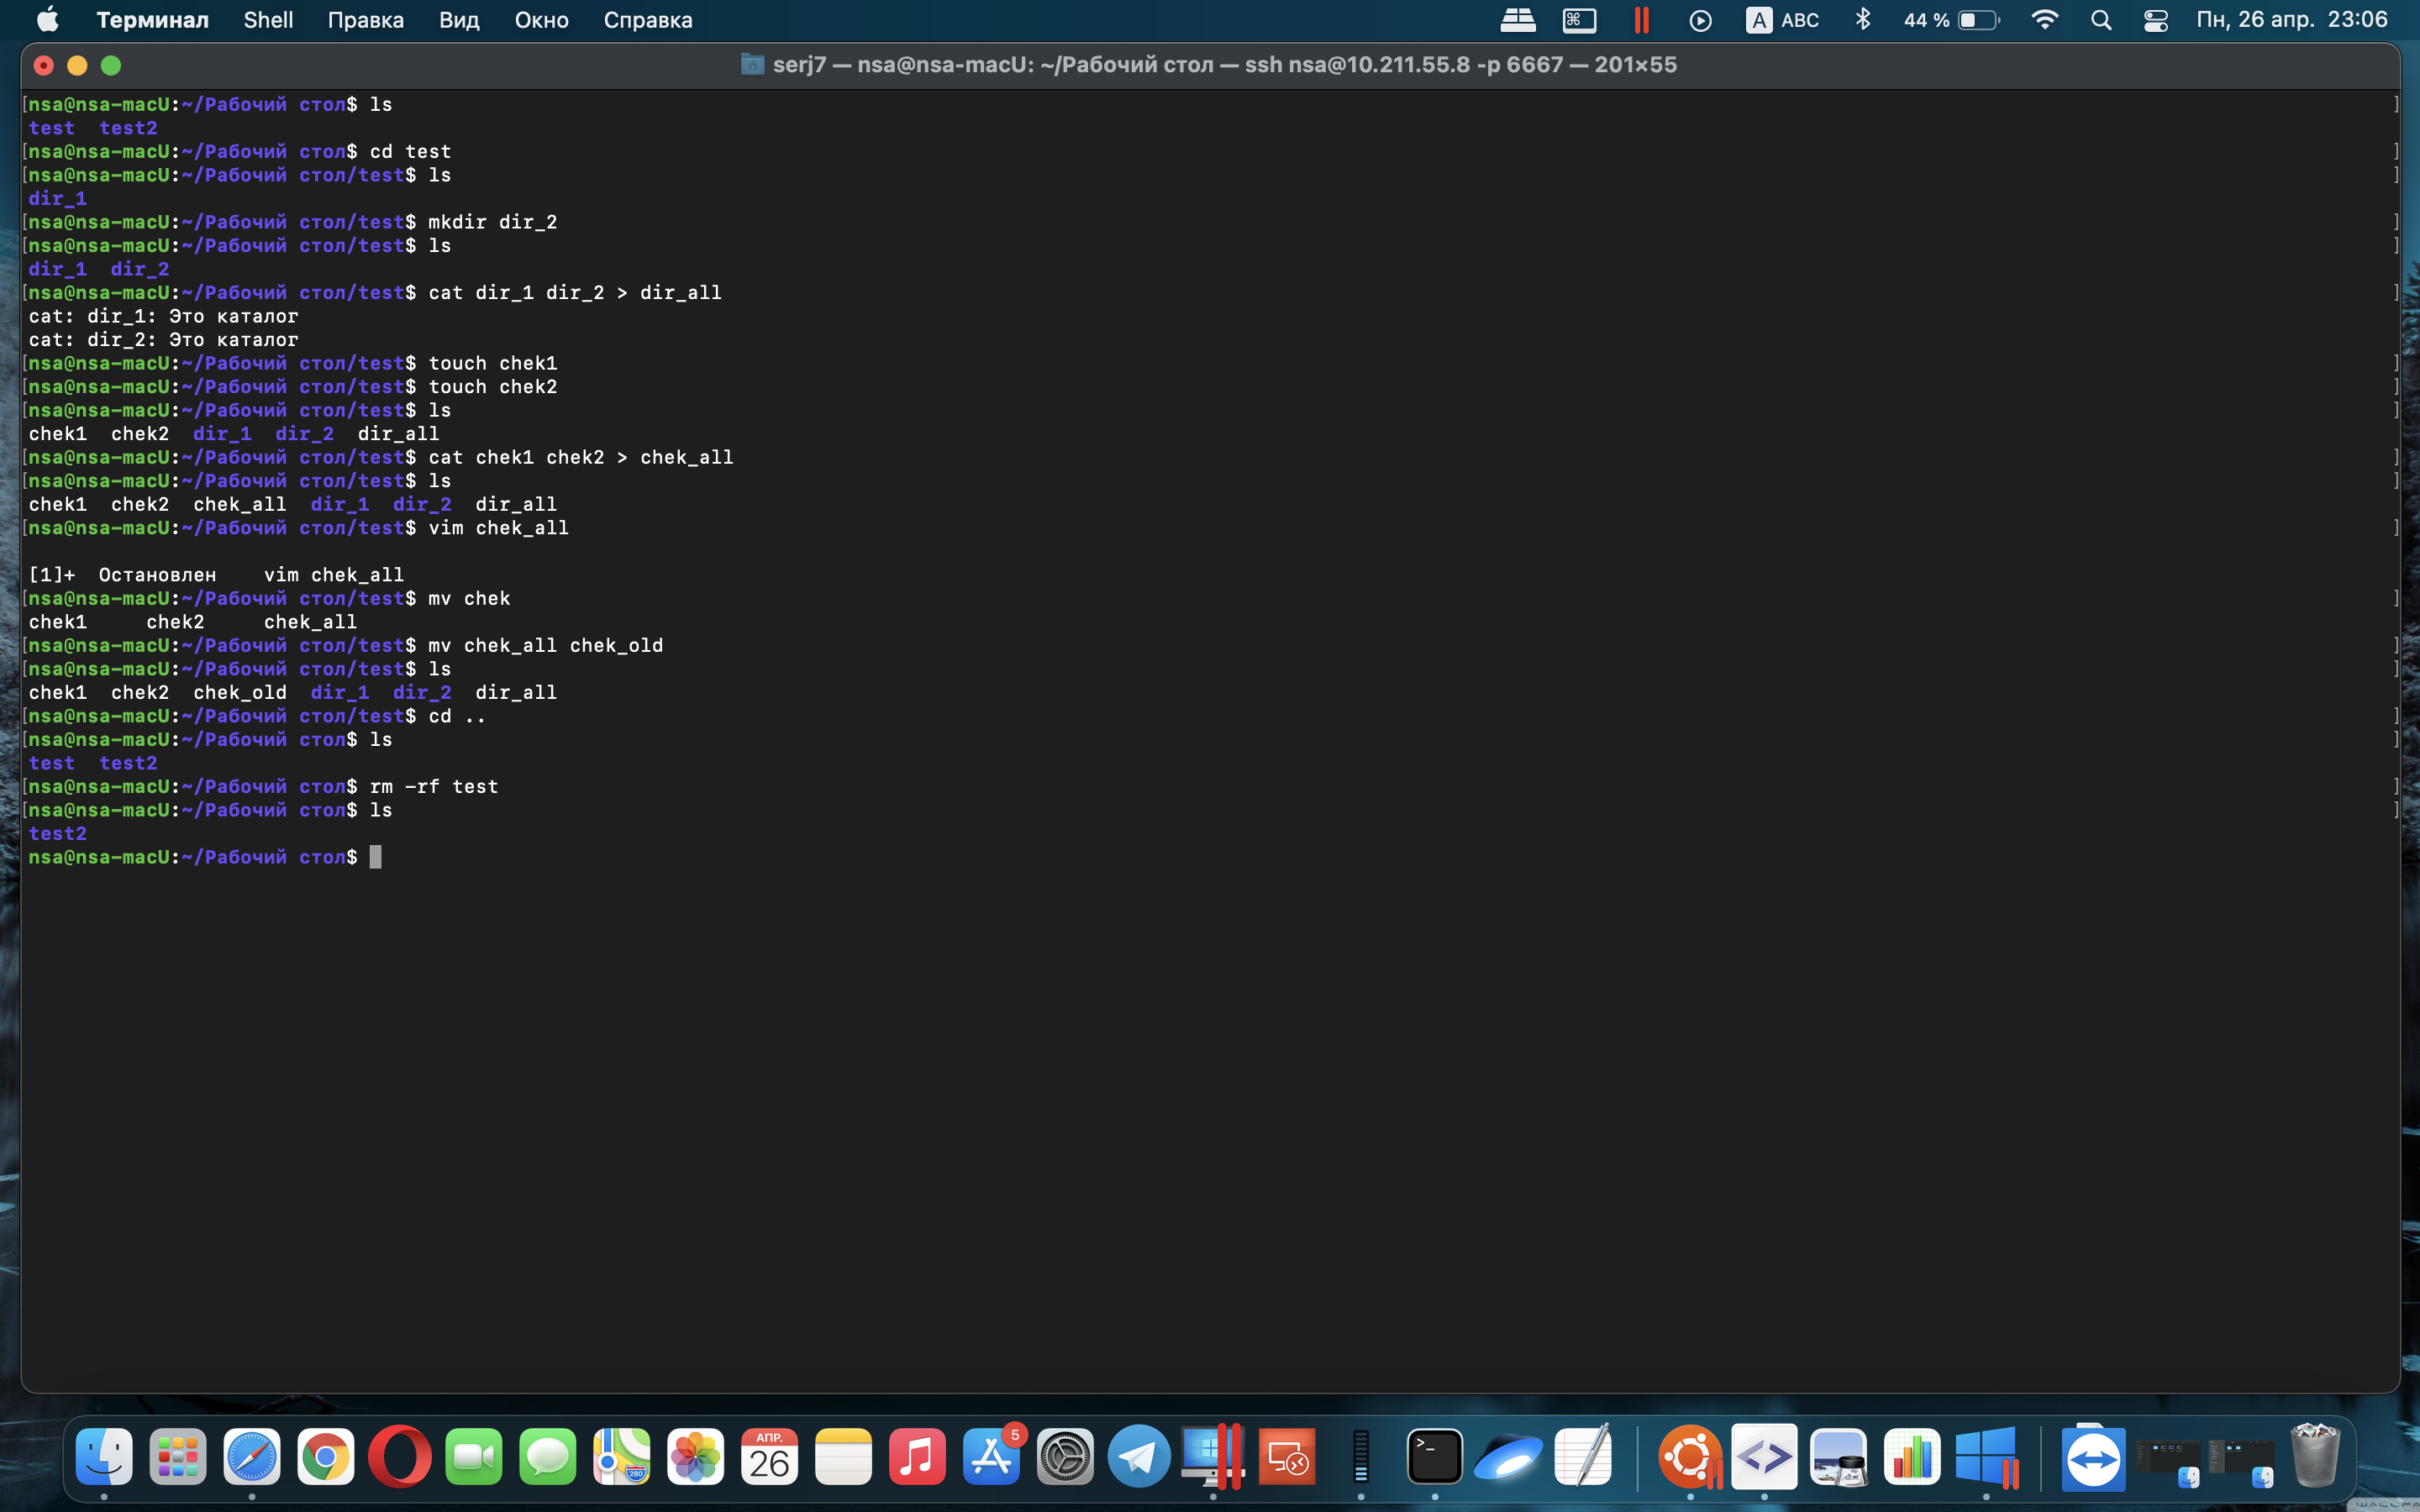 Терминал Shell Правка Вид Окно Справка A ABC 44 % Пн, 26 апр. 23:06
serj7 — nsa@nsa-macU: ~/Рабочий стол — ssh nsa@10.211.55.8 -p 6667 — 201×55
[nsa@nsa-macU:~/Рабочий стол$ ls ]
test test2
[nsa@nsa-macU:~/Рабочий стол$ cd test ]
[nsa@nsa-macU:~/Рабочий стол/test$ ls ]
dir_1
[nsa@nsa-macU:~/Рабочий стол/test$ mkdir dir_2 ]
[nsa@nsa-macU:~/Рабочий стол/test$ ls ]
dir_1 dir_2
[nsa@nsa-macU:~/Рабочий стол/test$ cat dir_1 dir_2 > dir_all ]
cat: dir_1: Это каталог
cat: dir_2: Это каталог
[nsa@nsa-macU:~/Рабочий стол/test$ touch chek1 ]
[nsa@nsa-macU:~/Рабочий стол/test$ touch chek2 ]
[nsa@nsa-macU:~/Рабочий стол/test$ ls ]
chek1 chek2 dir_1 dir_2 dir_all
[nsa@nsa-macU:~/Рабочий стол/test$ cat chek1 chek2 > chek_all ]
[nsa@nsa-macU:~/Рабочий стол/test$ ls ]
chek1 chek2 chek_all dir_1 dir_2 dir_all
[nsa@nsa-macU:~/Рабочий стол/test$ vim chek_all ]
[1]+ Остановлен vim chek_all
[nsa@nsa-macU:~/Рабочий стол/test$ mv chek ]
chek1 chek2 chek_all
[nsa@nsa-macU:~/Рабочий стол/test$ mv chek_all chek_old ]
[nsa@nsa-macU:~/Рабочий стол/test$ ls ]
chek1 chek2 chek_old dir_1 dir_2 dir_all
[nsa@nsa-macU:~/Рабочий стол/test$ cd .. ]
[nsa@nsa-macU:~/Рабочий стол$ ls ]
test test2
[nsa@nsa-macU:~/Рабочий стол$ rm -rf test ]
[nsa@nsa-macU:~/Рабочий стол$ ls ]
test2
nsa@nsa-macU:~/Рабочий стол$
АПР.
26
5
280
>_